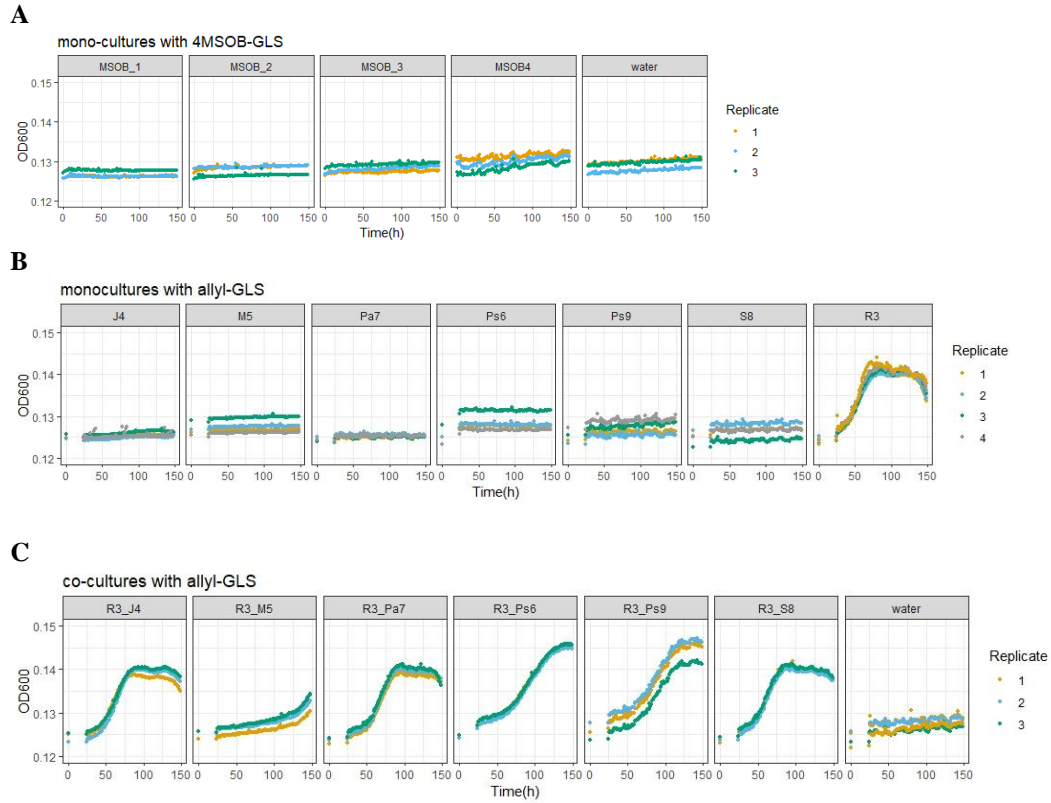 A
mono-cultures with 4MSOB-GLS
MSOB_1 MSOB_2 MSOB_3 MSOB4 water
0.15
0.14
0.13
0.12
OD600
0 50 100 150 0 50 100 150 0 50 100 150 0 50 100 150 0 50 100 150
Time(h)
Replicate
1
2
3
B
monocultures with allyl-GLS
J4 M5 Pa7 Ps6 Ps9 S8 R3
0.15
0.14
0.13
0.12
OD600
0 50 100 150 0 50 100 150 0 50 100 150 0 50 100 150 0 50 100 150 0 50 100 150 0 50 100 150
Time(h)
Replicate
1
2
3
4
C
co-cultures with allyl-GLS
R3_J4 R3_M5 R3_Pa7 R3_Ps6 R3_Ps9 R3_S8 water
0.15
0.14
0.13
0.12
OD600
0 50 100 150 0 50 100 150 0 50 100 150 0 50 100 150 0 50 100 150 0 50 100 150 0 50 100 150
Time(h)
Replicate
1
2
3